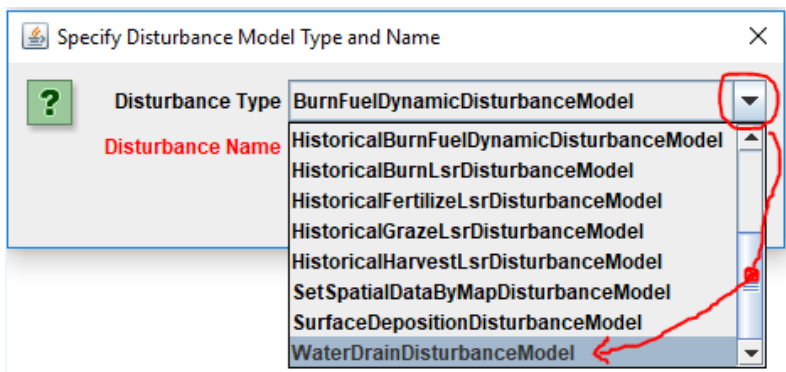 Specify Disturbance Model Type and Name
?
Disturbance Type BurnFuelDynamicDisturbanceModel
Disturbance Name HistoricalBurnFuelDynamicDisturbanceModel
HistoricalBurnLsrDisturbanceModel
HistoricalFertilizeLsrDisturbanceModel
HistoricalGrazeLsrDisturbanceModel
HistoricalHarvestLsrDisturbanceModel
SetSpatialDataByMapDisturbanceModel
SurfaceDepositionDisturbanceModel
WaterDrainDisturbanceModel